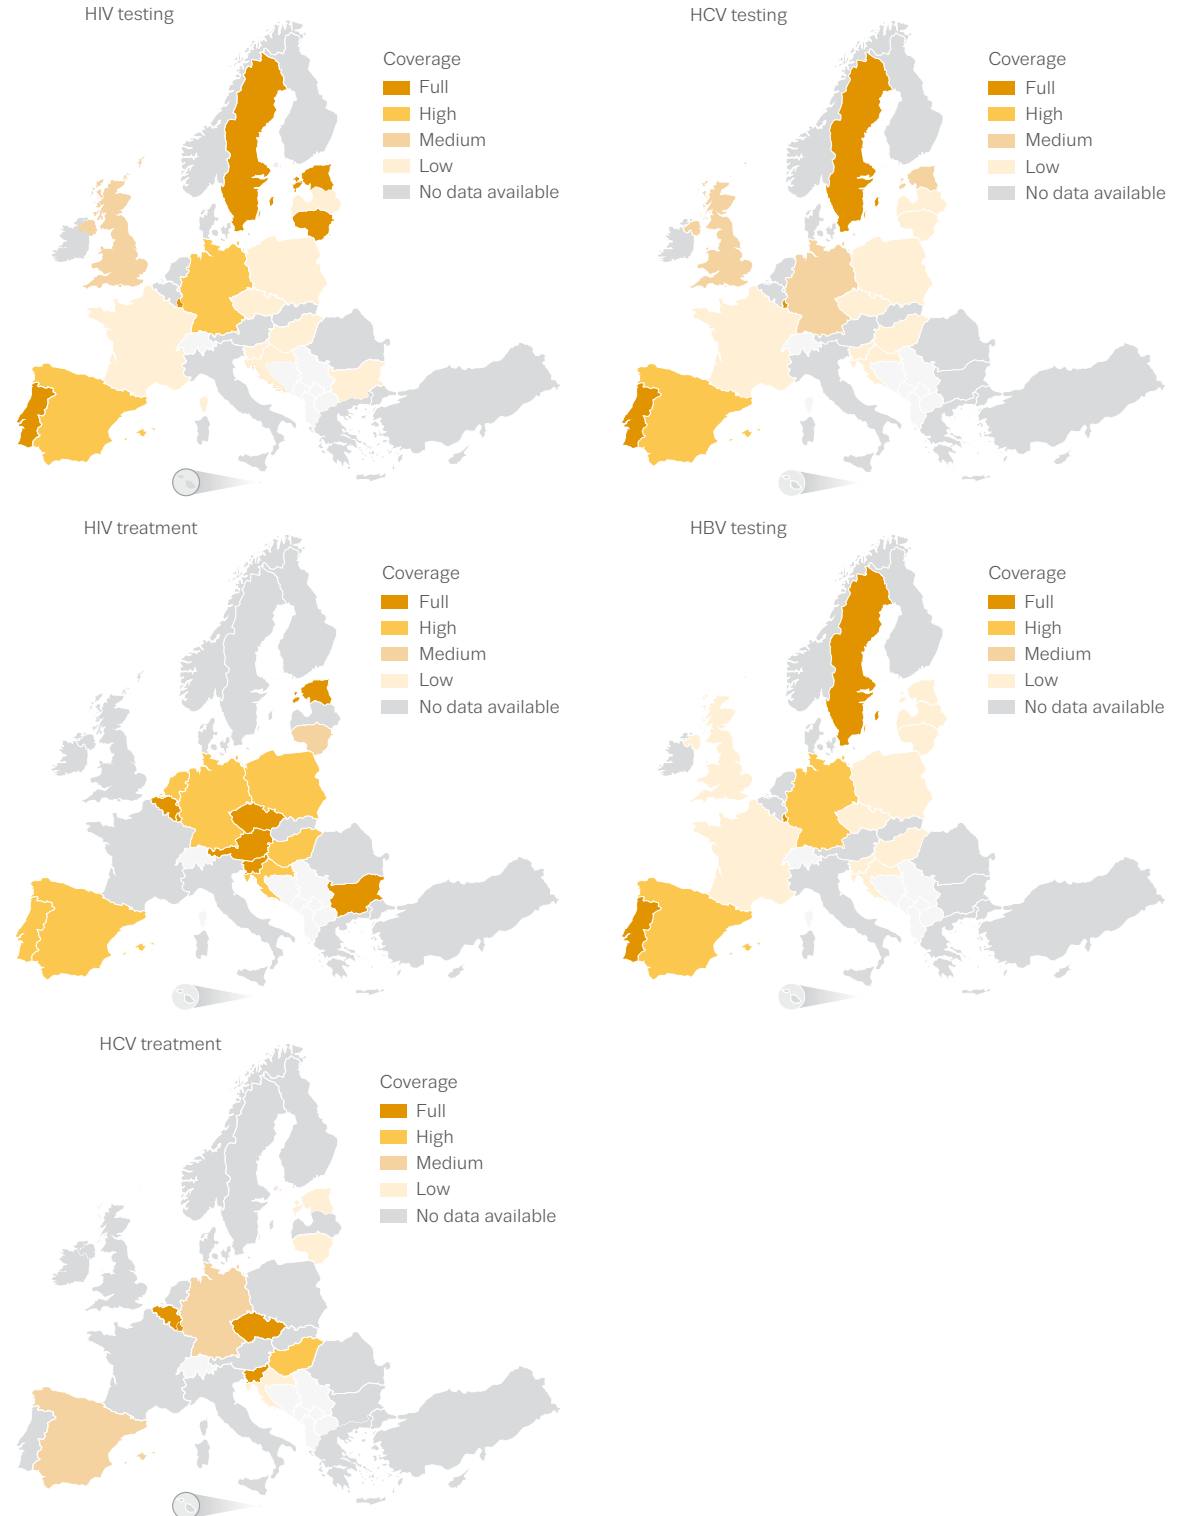 HIV testing
Coverage
Full
High
Medium
Low
No data available
HCV testing
Coverage
Full
High
Medium
Low
No data available
HIV treatment
Coverage
Full
High
Medium
Low
No data available
HBV testing
Coverage
Full
High
Medium
Low
No data available
HCV treatment
Coverage
Full
High
Medium
Low
No data available